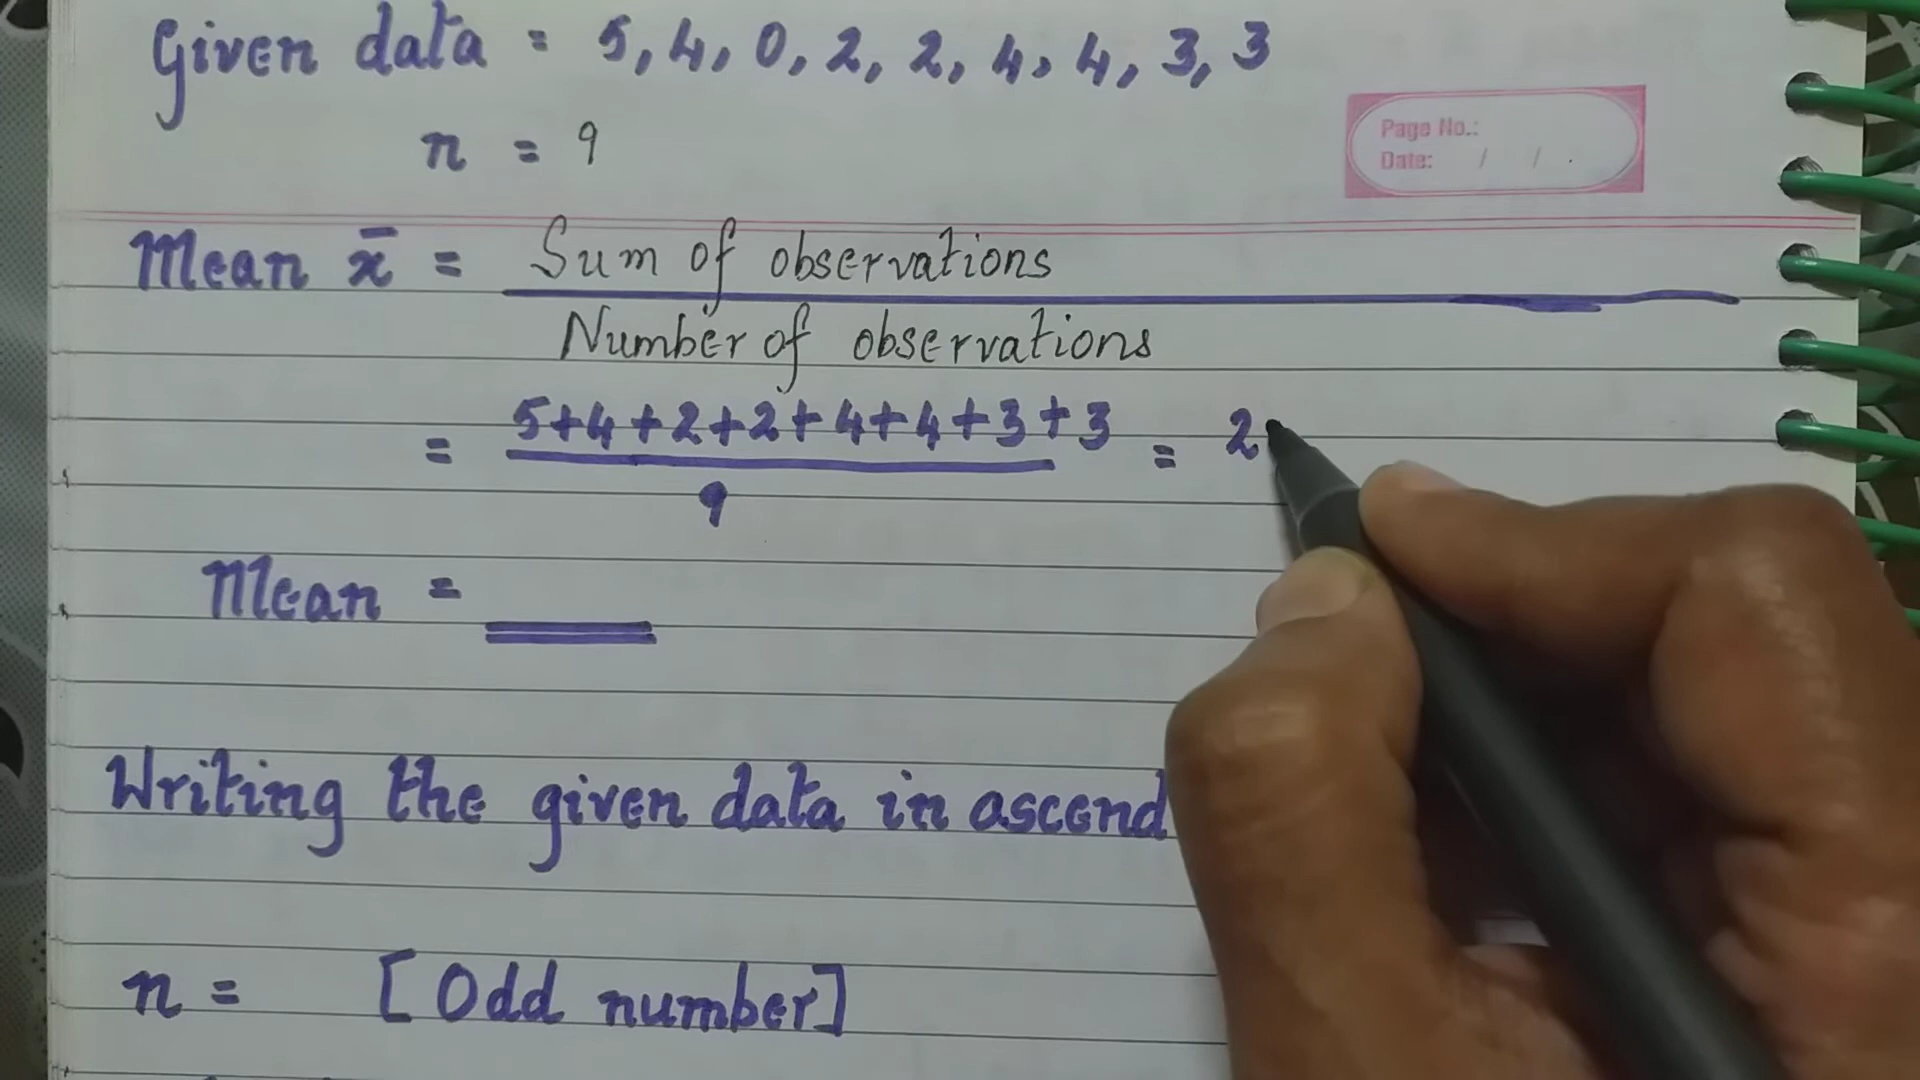 Given data = 5, 4, 0, 2, 2, 4, 4, 3, 3
n = 9
Page No.:
Date: / /
Mean x̄ = Sum of observations
Number of observations
= 5+4+2+2+4+4+3+3 = 2
9
Mean =
Writing the given data in ascend
n = [Odd number]